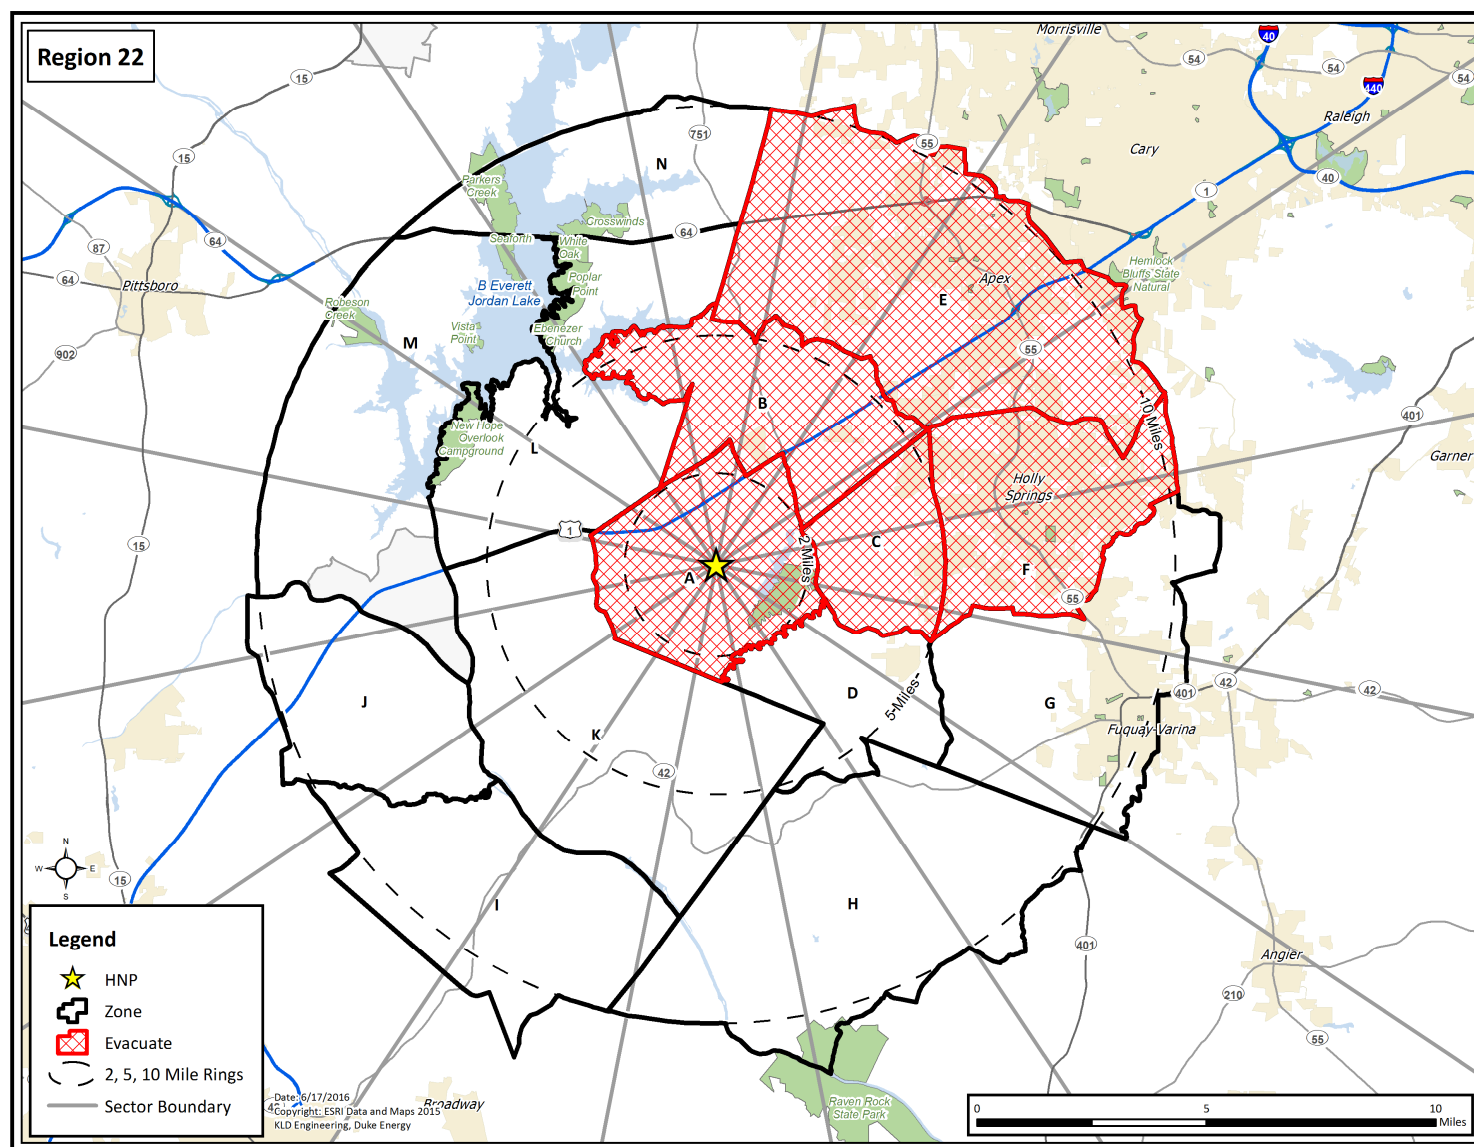 Region 22
Morrisville
40
54
54
54
440
15
Raleigh
751
55
N
Cary
15
40
Parkers
Creek
1
Crosswinds
64
Seaforth
White
Oak
64
87
64
Hemlock
Bluffs State
Natural
Pittsboro
B Everett
Jordan Lake
Poplar
Point
Apex
Robeson
Creek
E
Vista
Point
Ebenezer
Church
M
902
55
B
10 Miles
401
New Hope
Overlook
Campground
L
Garner
Holly
Springs
1
15
C
2 Miles
A
F
55
J
D
G
42
42
401
5-Miles
K
Fuquay-Varina
42
N
W
E
S
15
I
H
401
Angier
210
55
Legend
HNP
Zone
Evacuate
2, 5, 10 Mile Rings
Sector Boundary
Date: 6/17/2016
Copyright: ESRI Data and Maps 2015
KLD Engineering, Duke Energy
Broadway
Raven Rock
State Park
0
5
10
Miles